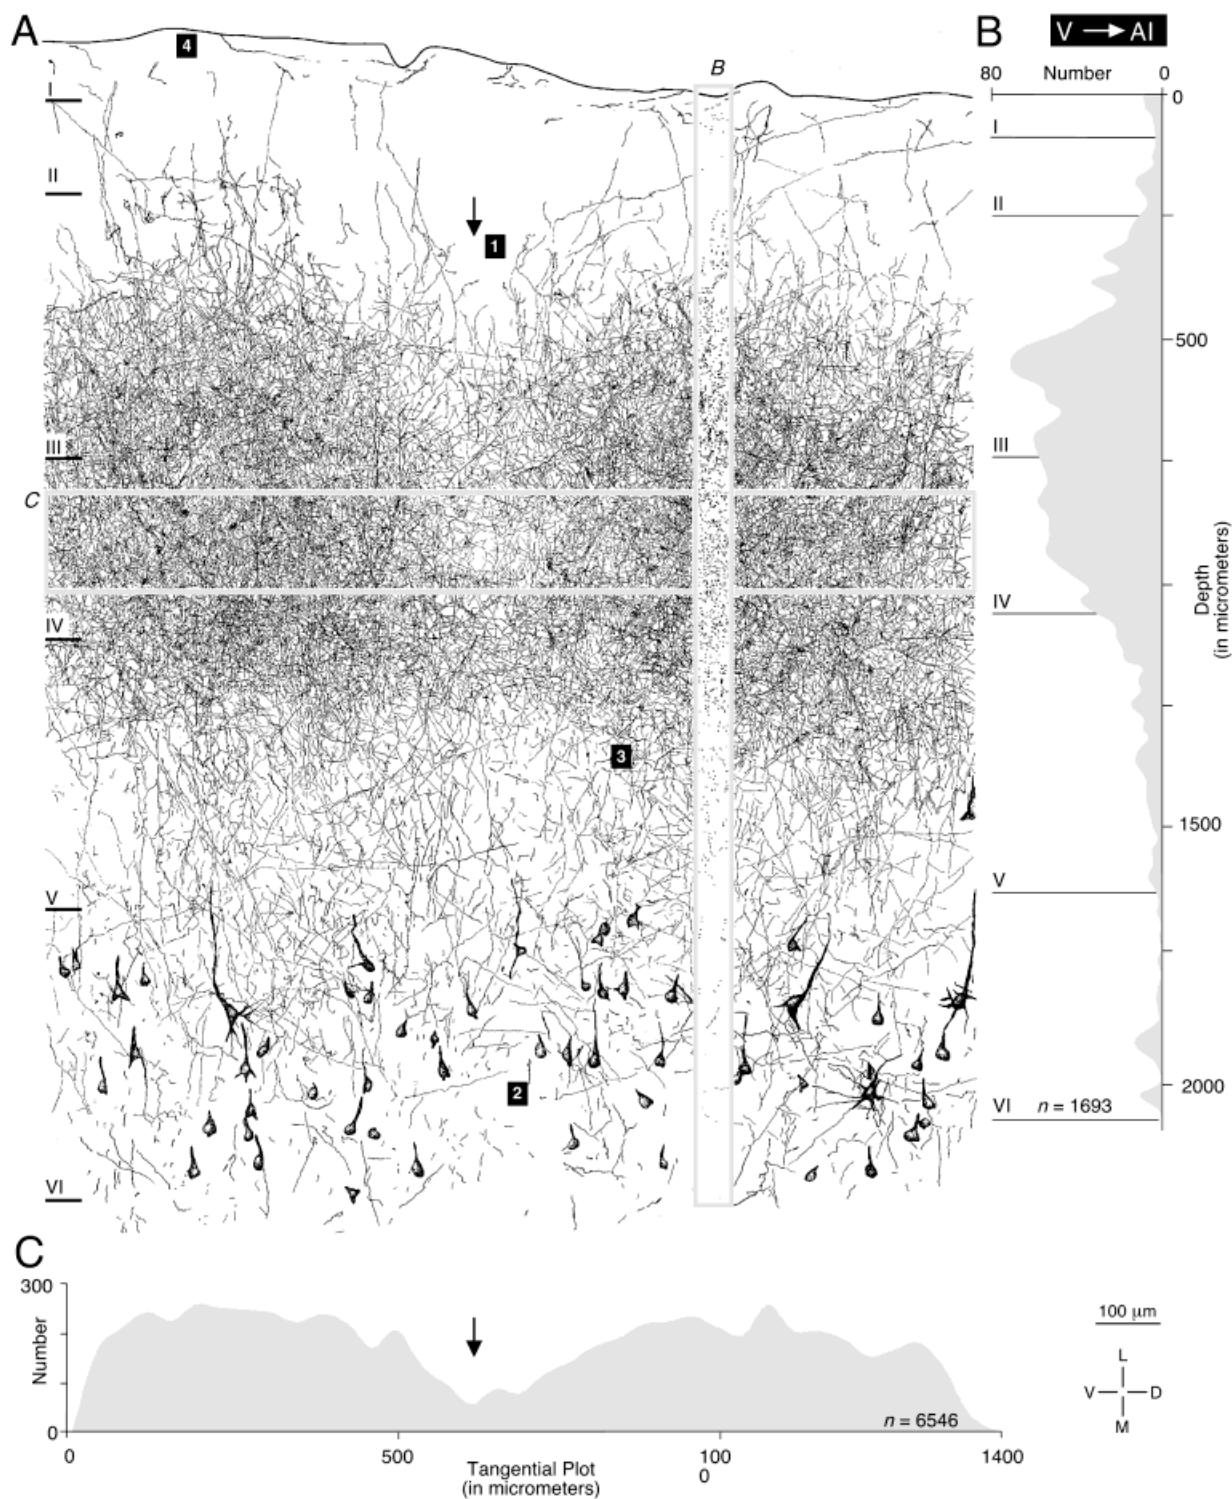 A
B
V → AI
4
B
80 Number 0
0
I
I
II
II
1
500
III
III
C
IV
IV
Depth
(in micrometers)
3
1500
V
V
2
2000
VI n = 1693
VI
C
300
Number
0
n = 6546
0 500 100
0 1400
Tangential Plot
(in micrometers)
100 µm
L
V D
M